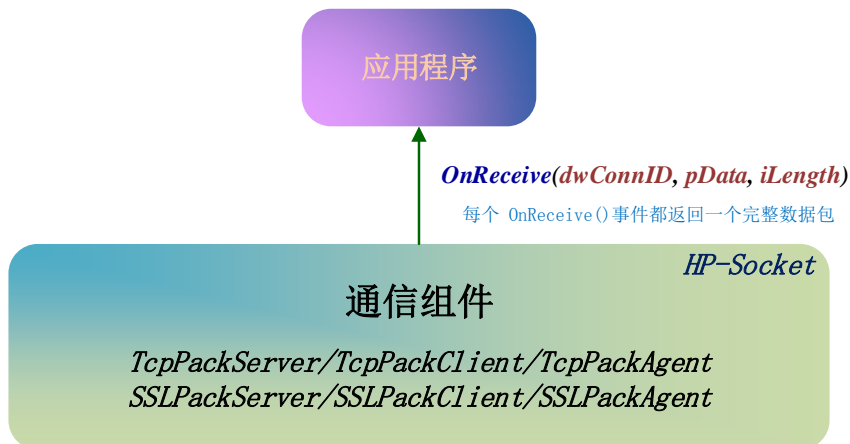 应用程序
OnReceive(dwConnID, pData, iLength)
每个 OnReceive()事件都返回一个完整数据包
HP-Socket
通信组件
TcpPackServer/TcpPackClient/TcpPackAgent
SSLPackServer/SSLPackClient/SSLPackAgent